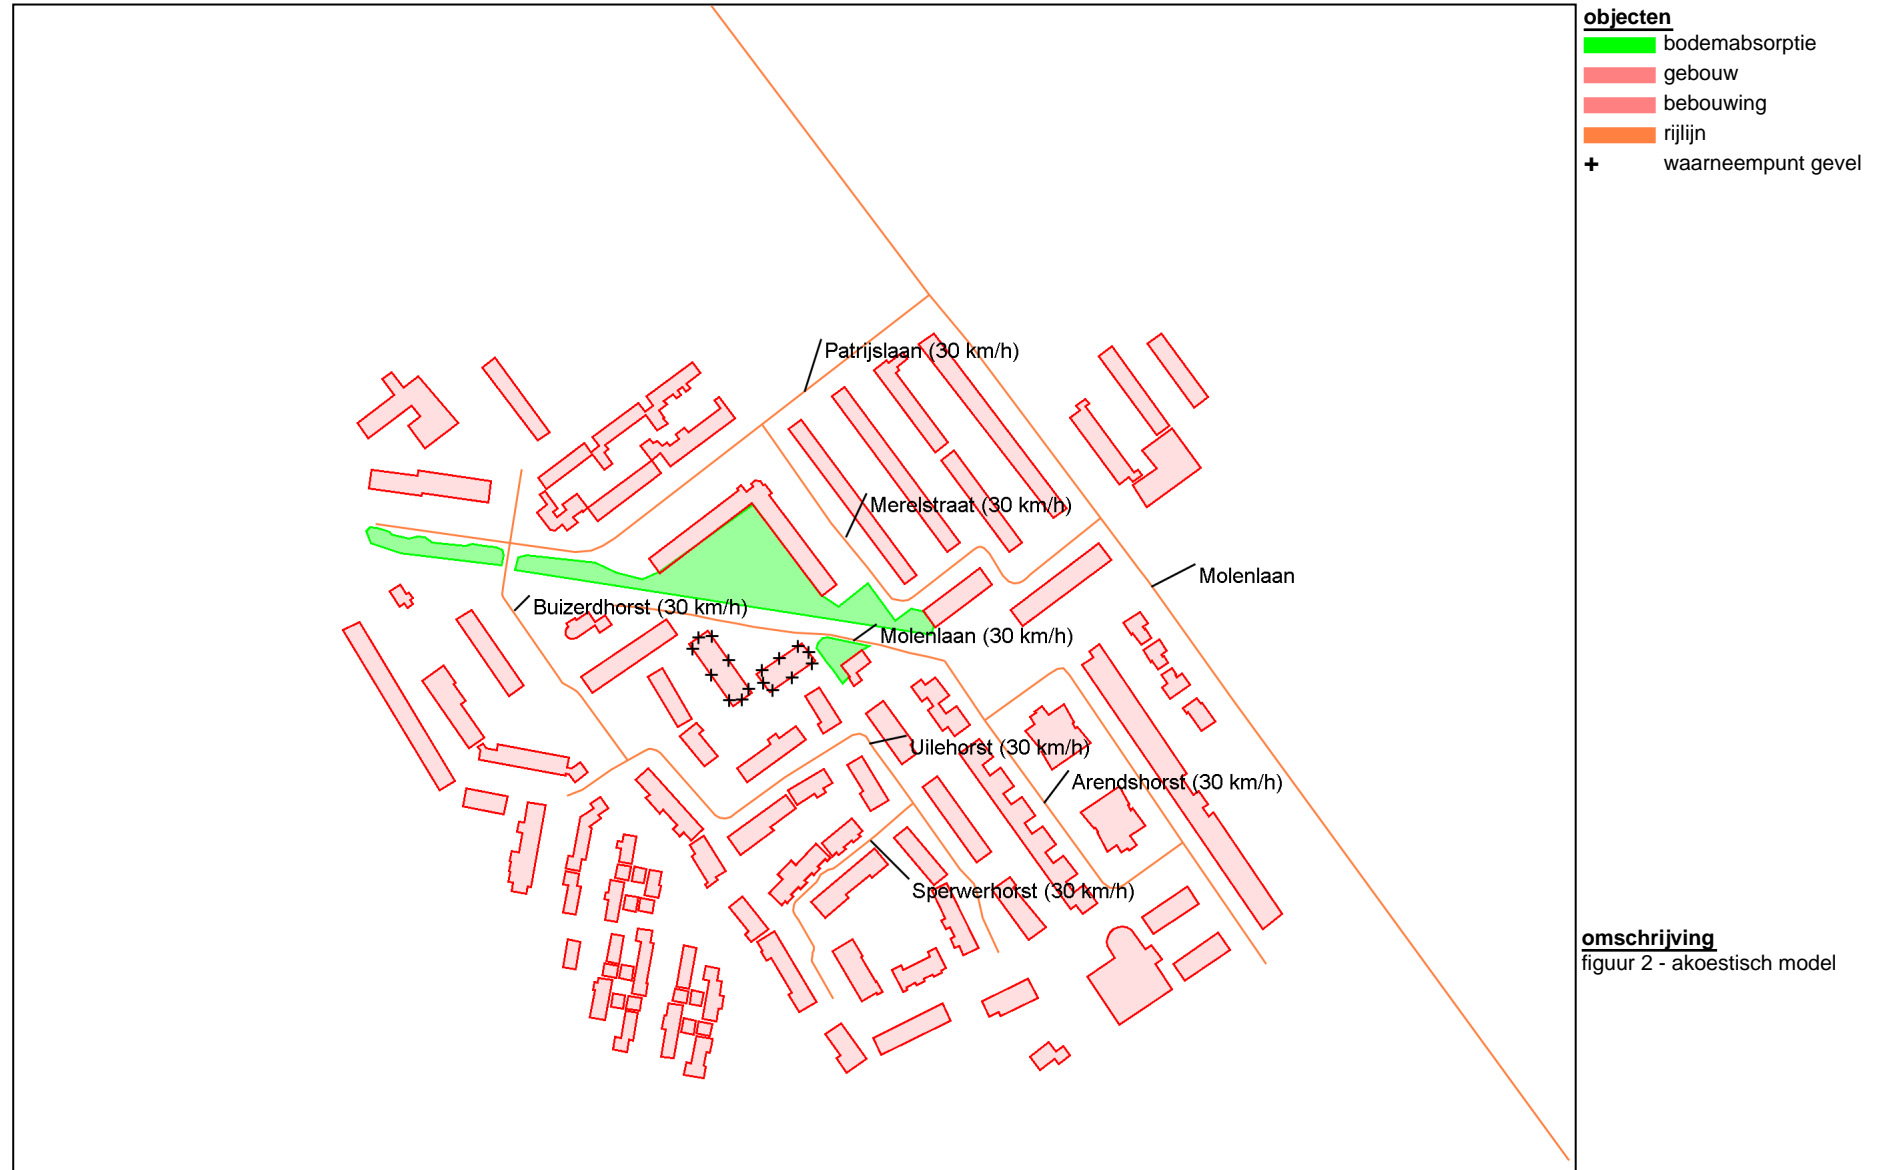 objecten
bodemabsorptie
gebouw
bebouwing
rijlijn
waarneempunt gevel
Patrijslaan (30 km/h)
Merelstraat (30 km/h)
Molenlaan
Buizerdhorst (30 km/h)
Molenlaan (30 km/h)
Uilehorst (30 km/h)
Arendshorst (30 km/h)
Sperwerhorst (30 km/h)
omschrijving
figuur 2 - akoestisch model